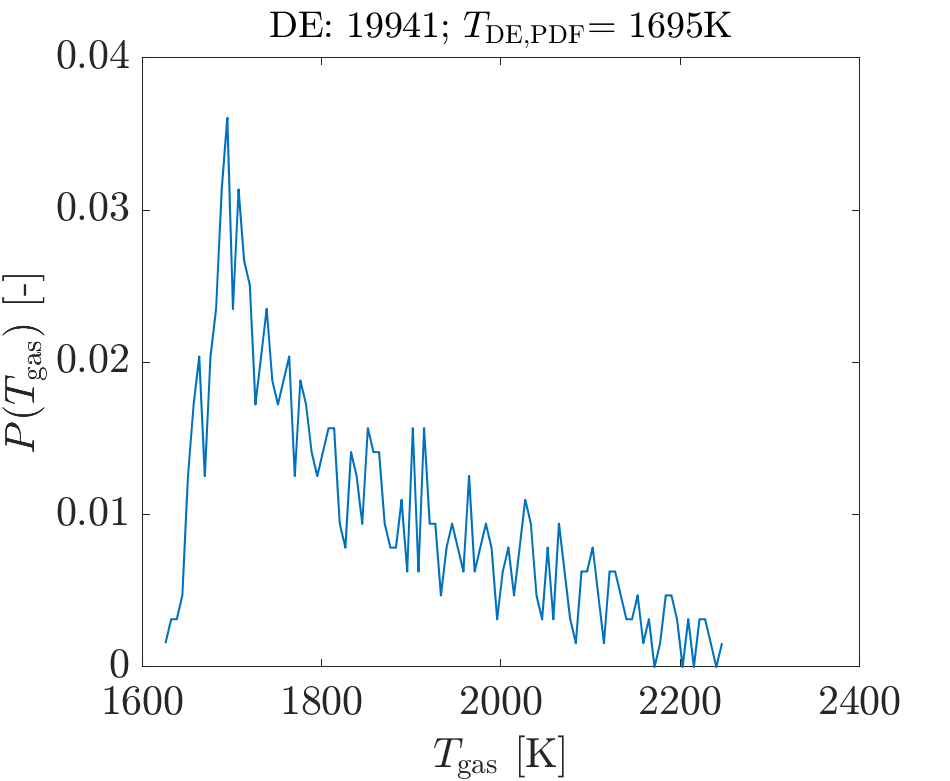 DE: 19941; T_DE,PDF= 1695K
0.04
0.03
0.02
0.01
0
P(T_gas) [-]
1600 1800 2000 2200 2400
T_gas [K]